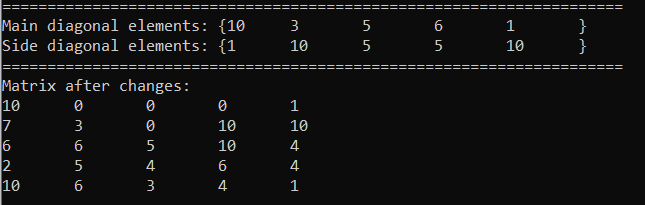 =====================================================================
Main diagonal elements: {10     3       5       6       1       }
Side diagonal elements: {1      10      5       5       10      }
=====================================================================
Matrix after changes:
10      0       0       0       1
7       3       0       10      10
6       6       5       10      4
2       5       4       6       4
10      6       3       4       1